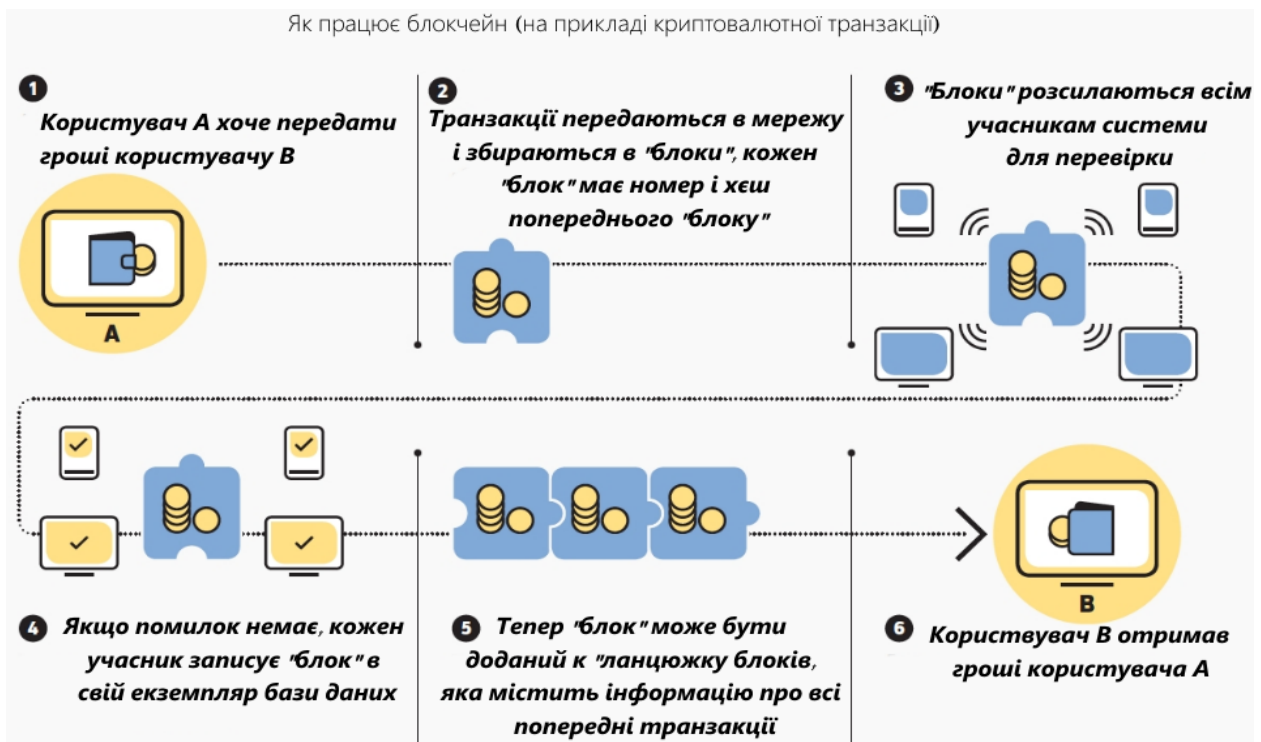 Як працює блокчейн (на прикладі криптовалютної транзакції)
1
Користувач А хоче передати
гроші користувачу В
А
2
Транзакції передаються в мережу
і збираються в "блоки", кожен
"блок" має номер і хєш
попереднього "блоку"
3 "Блоки" розсилаються всім
учасникам системи
для перевірки
4 Якщо помилок немає, кожен
учасник записує "блок" в
свій екземпляр бази даних
5 Тепер "блок" може бути
доданий к "ланцюжку блоків,
яка містить інформацію про всі
попередні транзакції
В
6 Користвувач В отримав
гроші користувача А